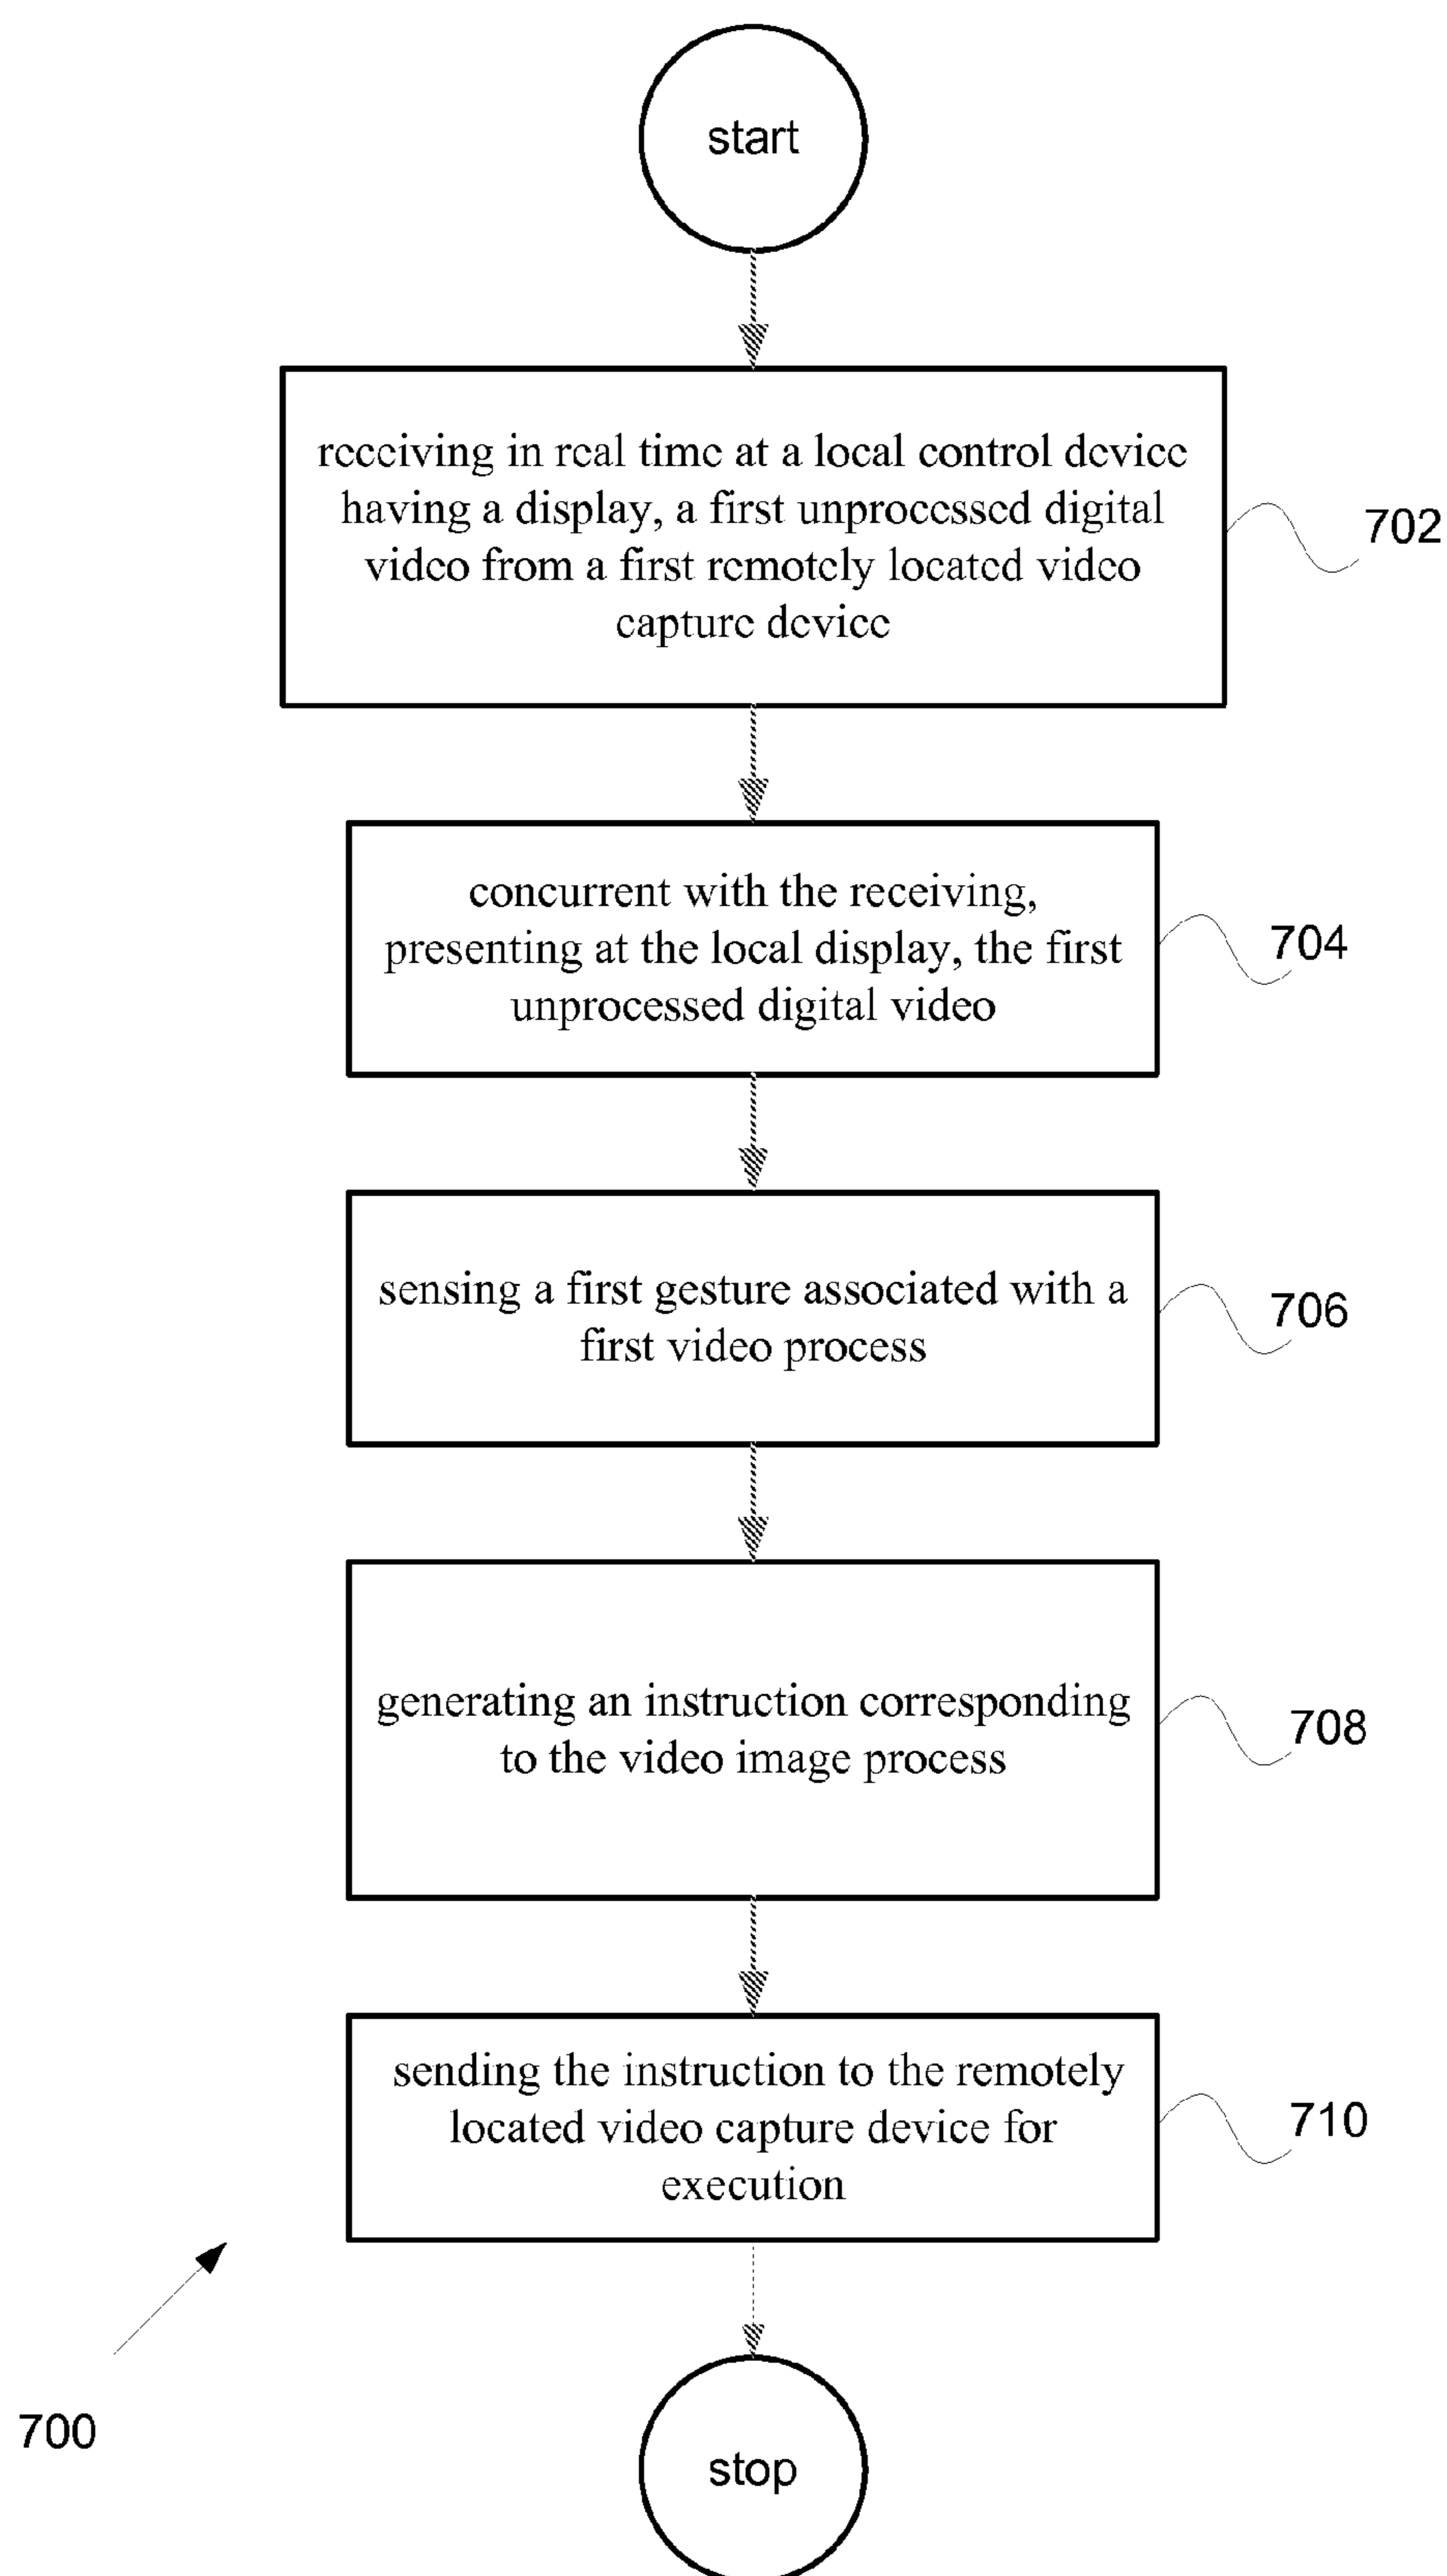 start
receiving in real time at a local control device
having a display, a first unprocessed digital
video from a first remotely located video
capture device
702
concurrent with the receiving,
presenting at the local display, the first
unprocessed digital video
704
sensing a first gesture associated with a
first video process
706
generating an instruction corresponding
to the video image process
708
sending the instruction to the remotely
located video capture device for
execution
710
700
stop